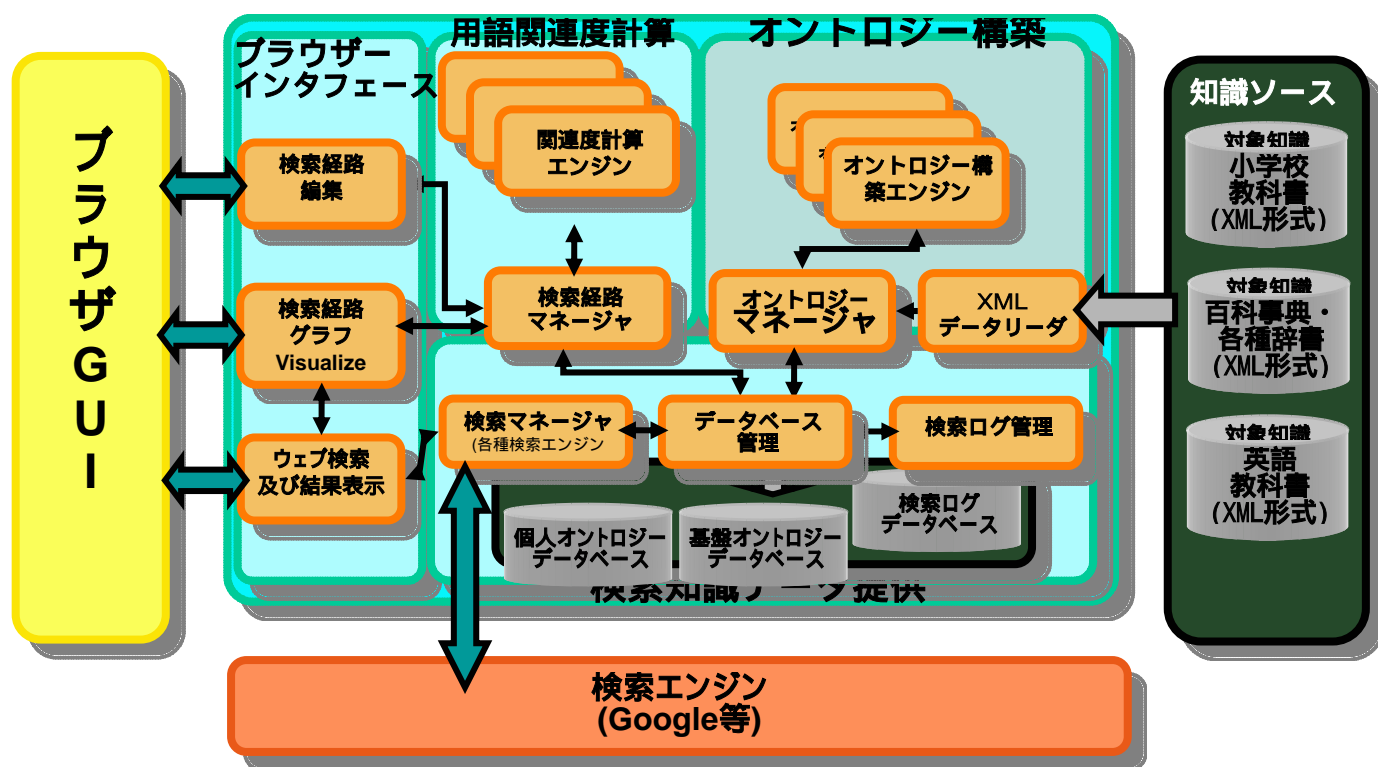 ブラウザGUI
ブラウザー
インタフェース
検索経路
編集
検索経路
グラフ
Visualize
ウェブ検索
及び結果表示
用語関連度計算
関連度計算
エンジン
検索経路
マネージャ
オントロジー構築
オ
オ
オントロジー構
築エンジン
オントロジー
マネージャ
XML
データリーダ
検索マネージャ
(各種検索エンジン
データベース
管理
検索ログ管理
個人オントロジー
データベース
基盤オントロジー
データベース
検索ログ
データベース
検索知識データ提供
知識ソース
対象知識
小学校
教科書
(XML形式)
対象知識
百科事典・
各種辞書
(XML形式)
対象知識
英語
教科書
(XML形式)
検索エンジン
(Google等)